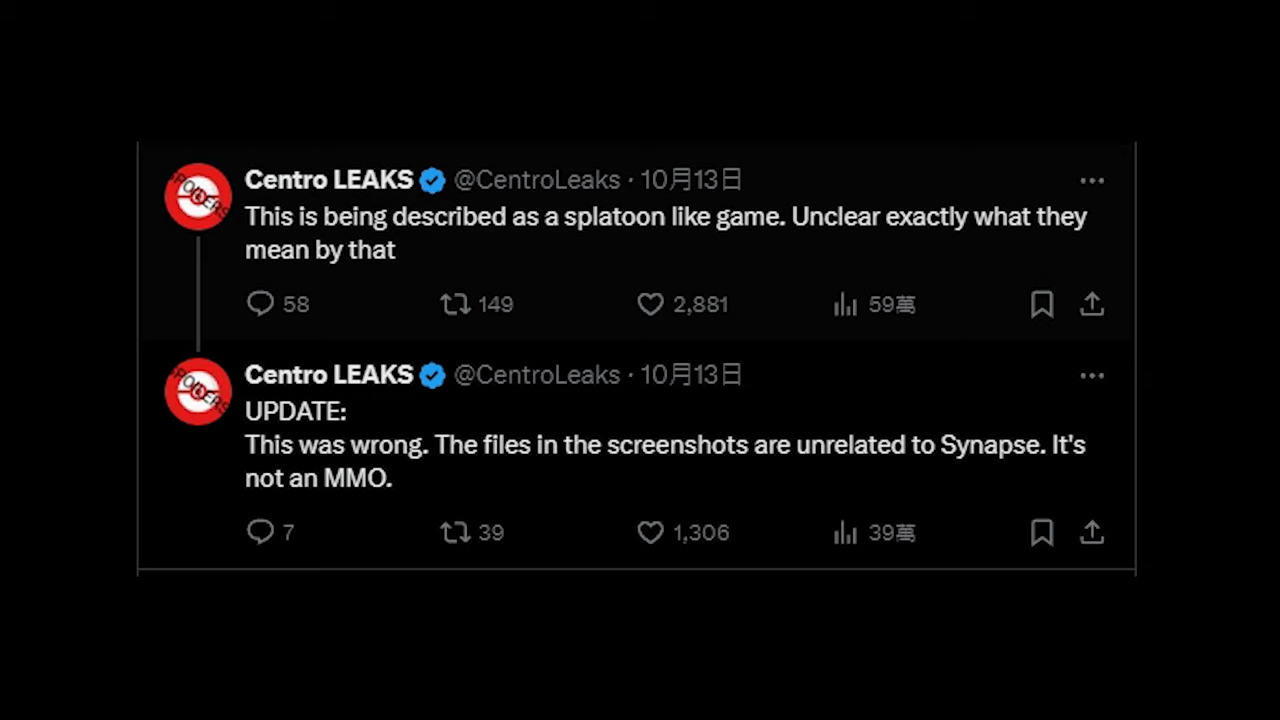 Centro LEAKS @CentroLeaks · 10月13日
This is being described as a splatoon like game. Unclear exactly what they
mean by that
58 149 2,881 59萬
Centro LEAKS @CentroLeaks · 10月13日
UPDATE:
This was wrong. The files in the screenshots are unrelated to Synapse. It's
not an MMO.
7 39 1,306 39萬